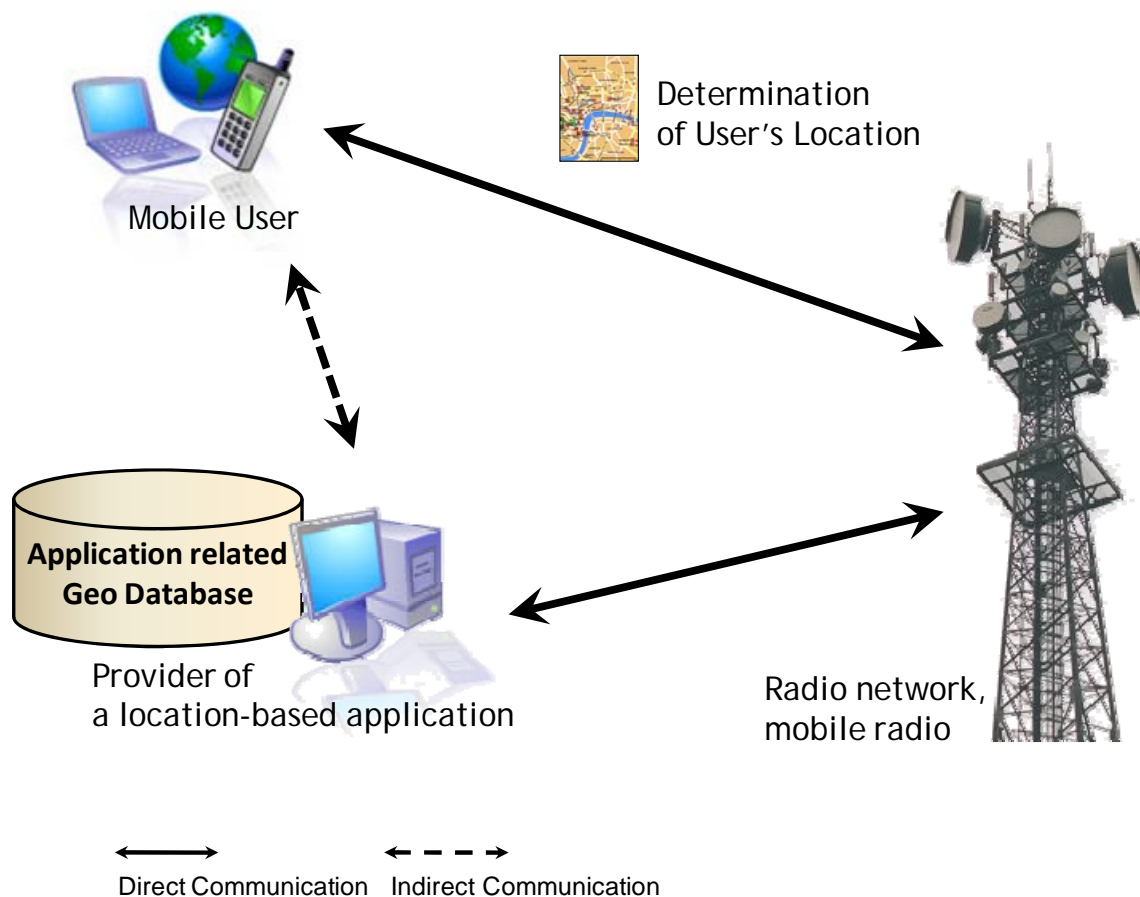 Determination
of User's Location
Mobile User
Application related
Geo Database
Provider of
a location-based application
Radio network,
mobile radio
Direct Communication
Indirect Communication